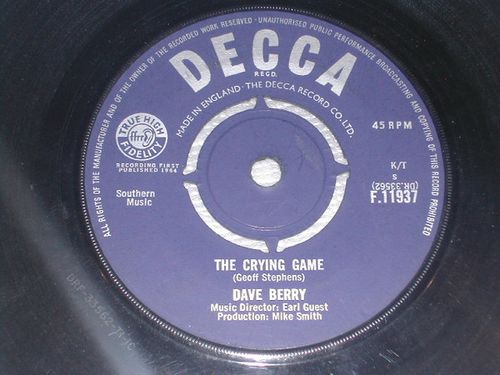 ALL RIGHTS OF THE MANUFACTURER AND OF THE OWNER OF THE RECORDED WORK RESERVED · UNAUTHORISED PUBLIC PERFORMANCE BROADCASTING AND COPYING OF THIS RECORD PROHIBITED
DECCA
REGD.
MADE IN ENGLAND · THE DECCA RECORD CO. LTD.
TRUE HIGH
ffrr
FIDELITY
RECORDING FIRST
PUBLISHED 1964
Southern
Music
45 RPM
K/T
S
(DR.33562)
F.11937
THE CRYING GAME
(Geoff Stephens)
DAVE BERRY
Music Director: Earl Guest
Production: Mike Smith